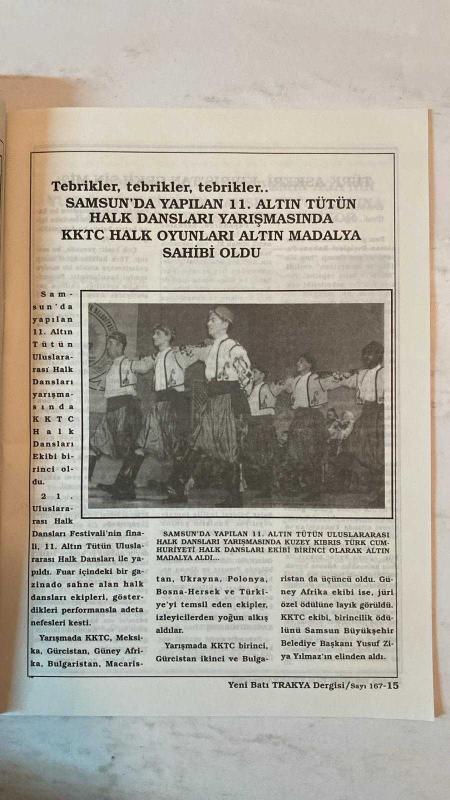 Tebrikler, tebrikler, tebrikler..
SAMSUN'DA YAPILAN 11. ALTIN TÜTÜN
HALK DANSLARI YARIŞMASINDA
KKTC HALK OYUNLARI ALTIN MADALYA
SAHİBİ OLDU
Sam-
sun'da
yapılan
11. Altın
Tütün
Uluslara-
rası Halk
Dansları
yarışma-
sında
KKTC
Halk
Dansları
Ekibi bi-
rinci ol-
du.
21.
Uluslara-
rası Halk
Dansları Festivali'nin fina-
li, 11. Altın Tütün Uluslara-
rarası Halk Dansları ile ya-
pıldı. Fuar içindeki bir ga-
zinado sahne alan halk
dansları ekipleri, göster-
dikleri performansla adeta
nefesleri kesti.
Yarışmada KKTC, Meksi-
ka, Gürcistan, Güney Afri-
ka, Bulgaristan, Macaris-
SAMSUN'DA YAPILAN 11. ALTIN TÜTÜN ULUSLARARASI
HALK DANSLARI YARIŞMASINDA KUZEY KIBRIS TÜRK CUM-
HURİYETİ HALK DANSLARI EKİBİ BİRİNCİ OLARAK ALTIN
MADALYA ALDI...
tan, Ukrayna, Polonya,
Bosna-Hersek ve Türki-
ye'yi temsil eden ekipler,
izleyicilerden yoğun alkış
aldılar.
Yarışmada KKTC birinci,
Gürcistan ikinci ve Bulga-
ristan da üçüncü oldu. Gü-
ney Afrika ekibi ise, jüri
özel ödülüne layık görüldü.
KKTC ekibi, birincilik ödü-
lünü Samsun Büyükşehir
Belediye Başkanı Yusuf Zi-
ya Yılmaz'ın elinden aldı.
Yeni Batı TRAKYA Dergisi/Sayı 167-15